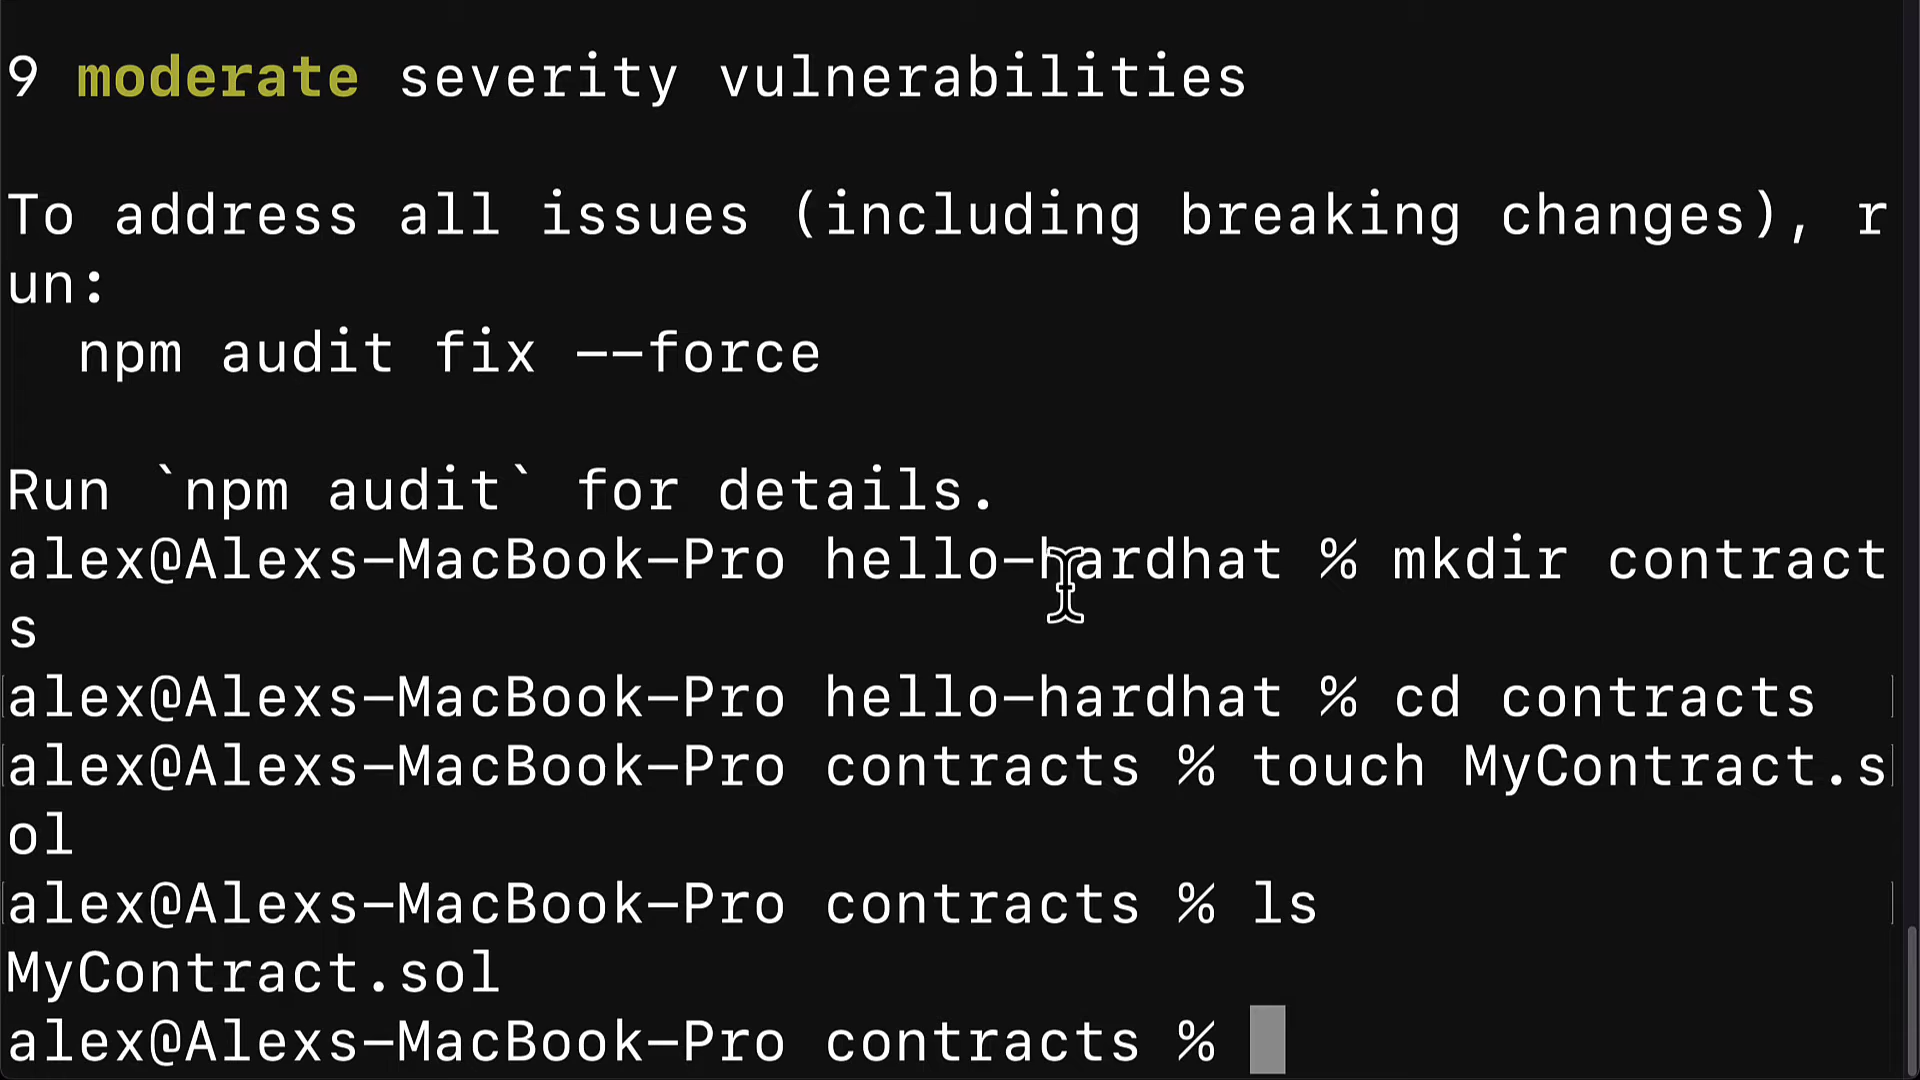 9 moderate severity vulnerabilities
To address all issues (including breaking changes), r
un:
  npm audit fix --force
Run `npm audit` for details.
alex@Alexs-MacBook-Pro hello-hardhat % mkdir contract
s
alex@Alexs-MacBook-Pro hello-hardhat % cd contracts
alex@Alexs-MacBook-Pro contracts % touch MyContract.s
ol
alex@Alexs-MacBook-Pro contracts % ls
MyContract.sol
alex@Alexs-MacBook-Pro contracts %